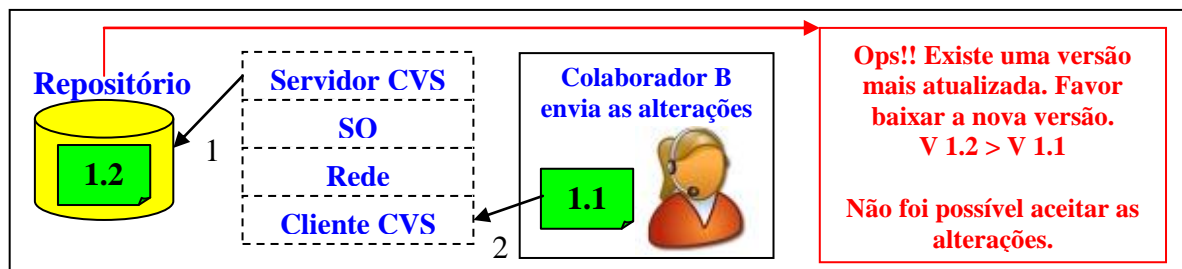 Repositório
1.2
1
Servidor CVS
SO
Rede
Cliente CVS
2
Colaborador B
envia as alterações
1.1
Ops!! Existe uma versão
mais atualizada. Favor
baixar a nova versão.
V 1.2 > V 1.1
Não foi possível aceitar as
alterações.